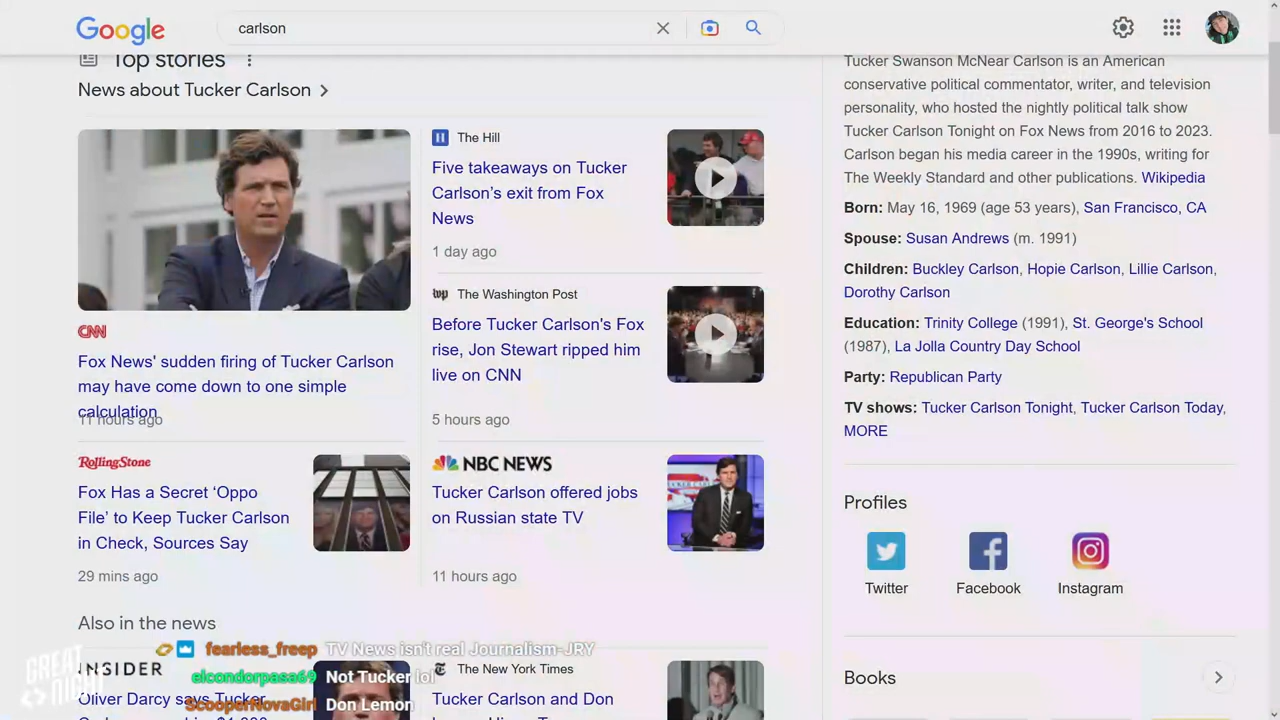 Google
carlson
Top stories
News about Tucker Carlson
CNN
Fox News' sudden firing of Tucker Carlson
may have come down to one simple
calculation
11 hours ago
The Hill
Five takeaways on Tucker
Carlson's exit from Fox
News
1 day ago
The Washington Post
Before Tucker Carlson's Fox
rise, Jon Stewart ripped him
live on CNN
5 hours ago
RollingStone
Fox Has a Secret ‘Oppo
File’ to Keep Tucker Carlson
in Check, Sources Say
29 mins ago
NBC NEWS
Tucker Carlson offered jobs
on Russian state TV
11 hours ago
Also in the news
INSIDER
Oliver Darcy says Tucker
The New York Times
Tucker Carlson and Don
fearless_freep TV News isn't real Journalism-JRY
elcondorpasa69 Not Tucker lol
ScooperNovaGirl Don Lemon
GREAT
NIGHT
Tucker Swanson McNear Carlson is an American
conservative political commentator, writer, and television
personality, who hosted the nightly political talk show
Tucker Carlson Tonight on Fox News from 2016 to 2023.
Carlson began his media career in the 1990s, writing for
The Weekly Standard and other publications. Wikipedia
Born: May 16, 1969 (age 53 years), San Francisco, CA
Spouse: Susan Andrews (m. 1991)
Children: Buckley Carlson, Hopie Carlson, Lillie Carlson,
Dorothy Carlson
Education: Trinity College (1991), St. George's School
(1987), La Jolla Country Day School
Party: Republican Party
TV shows: Tucker Carlson Tonight, Tucker Carlson Today,
MORE
Profiles
Twitter
Facebook
Instagram
Books